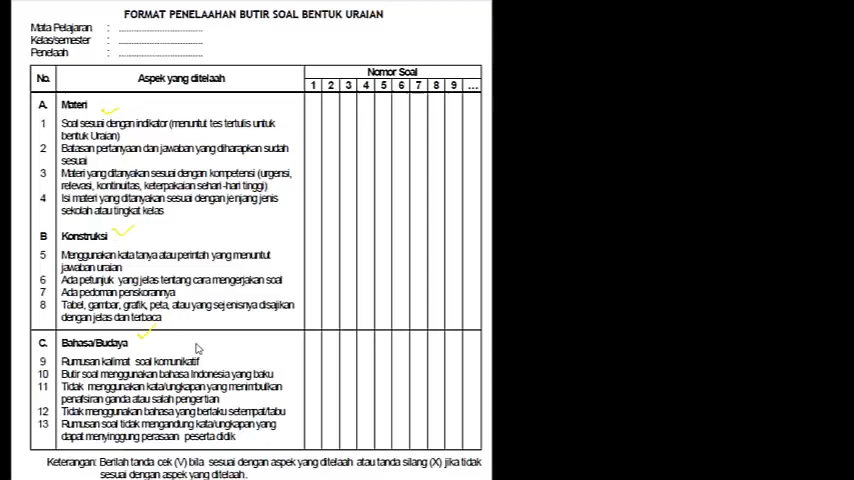 FORMAT PENELAAHAN BUTIR SOAL BENTUK URAIAN
Mata Pelajaran : ................................
Kelas/semester : ................................
Penelaah : ................................
No. Aspek yang ditelaah Nomor Soal
1 2 3 4 5 6 7 8 9 ...
A. Materi
1 Soal sesuai dengan indikator (menuntut tes tertulis untuk
bentuk Uraian)
2 Batasan pertanyaan dan jawaban yang diharapkan sudah
sesuai
3 Materi yang ditanyakan sesuai dengan kompetensi (urgensi,
relevasi, kontinuitas, keterpakaian sehari-hari tinggi)
4 Isi materi yang ditanyakan sesuai dengan jenjang jenis
sekolah atau tingkat kelas
B Konstruksi
5 Menggunakan kata tanya atau perintah yang menuntut
jawaban uraian
6 Ada petunjuk yang jelas tentang cara mengerjakan soal
7 Ada pedoman penskorannya
8 Tabel, gambar, grafik, peta, atau yang sejenisnya disajikan
dengan jelas dan terbaca
C. Bahasa/Budaya
9 Rumusan kalimat soal komunikatif
10 Butir soal menggunakan bahasa Indonesia yang baku
11 Tidak menggunakan kata/ungkapan yang menimbulkan
penafsiran ganda atau salah pengertian
12 Tidak menggunakan bahasa yang berlaku setempat/tabu
13 Rumusan soal tidak mengandung kata/ungkapan yang
dapat menyinggung perasaan peserta didik
Keterangan: Berilah tanda cek (V) bila sesuai dengan aspek yang ditelaah atau tanda silang (X) jika tidak
sesuai dengan aspek yang ditelaah.